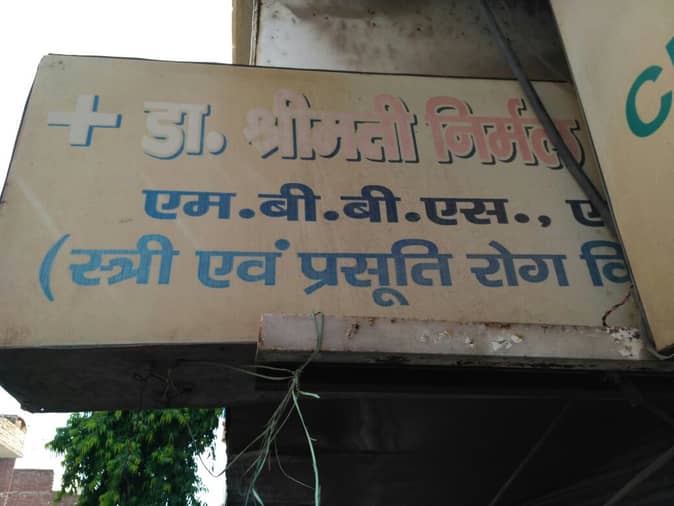 + डा. श्रीमती निर्मल
एम.बी.बी.एस.,
(स्त्री एवं प्रसूति रोग